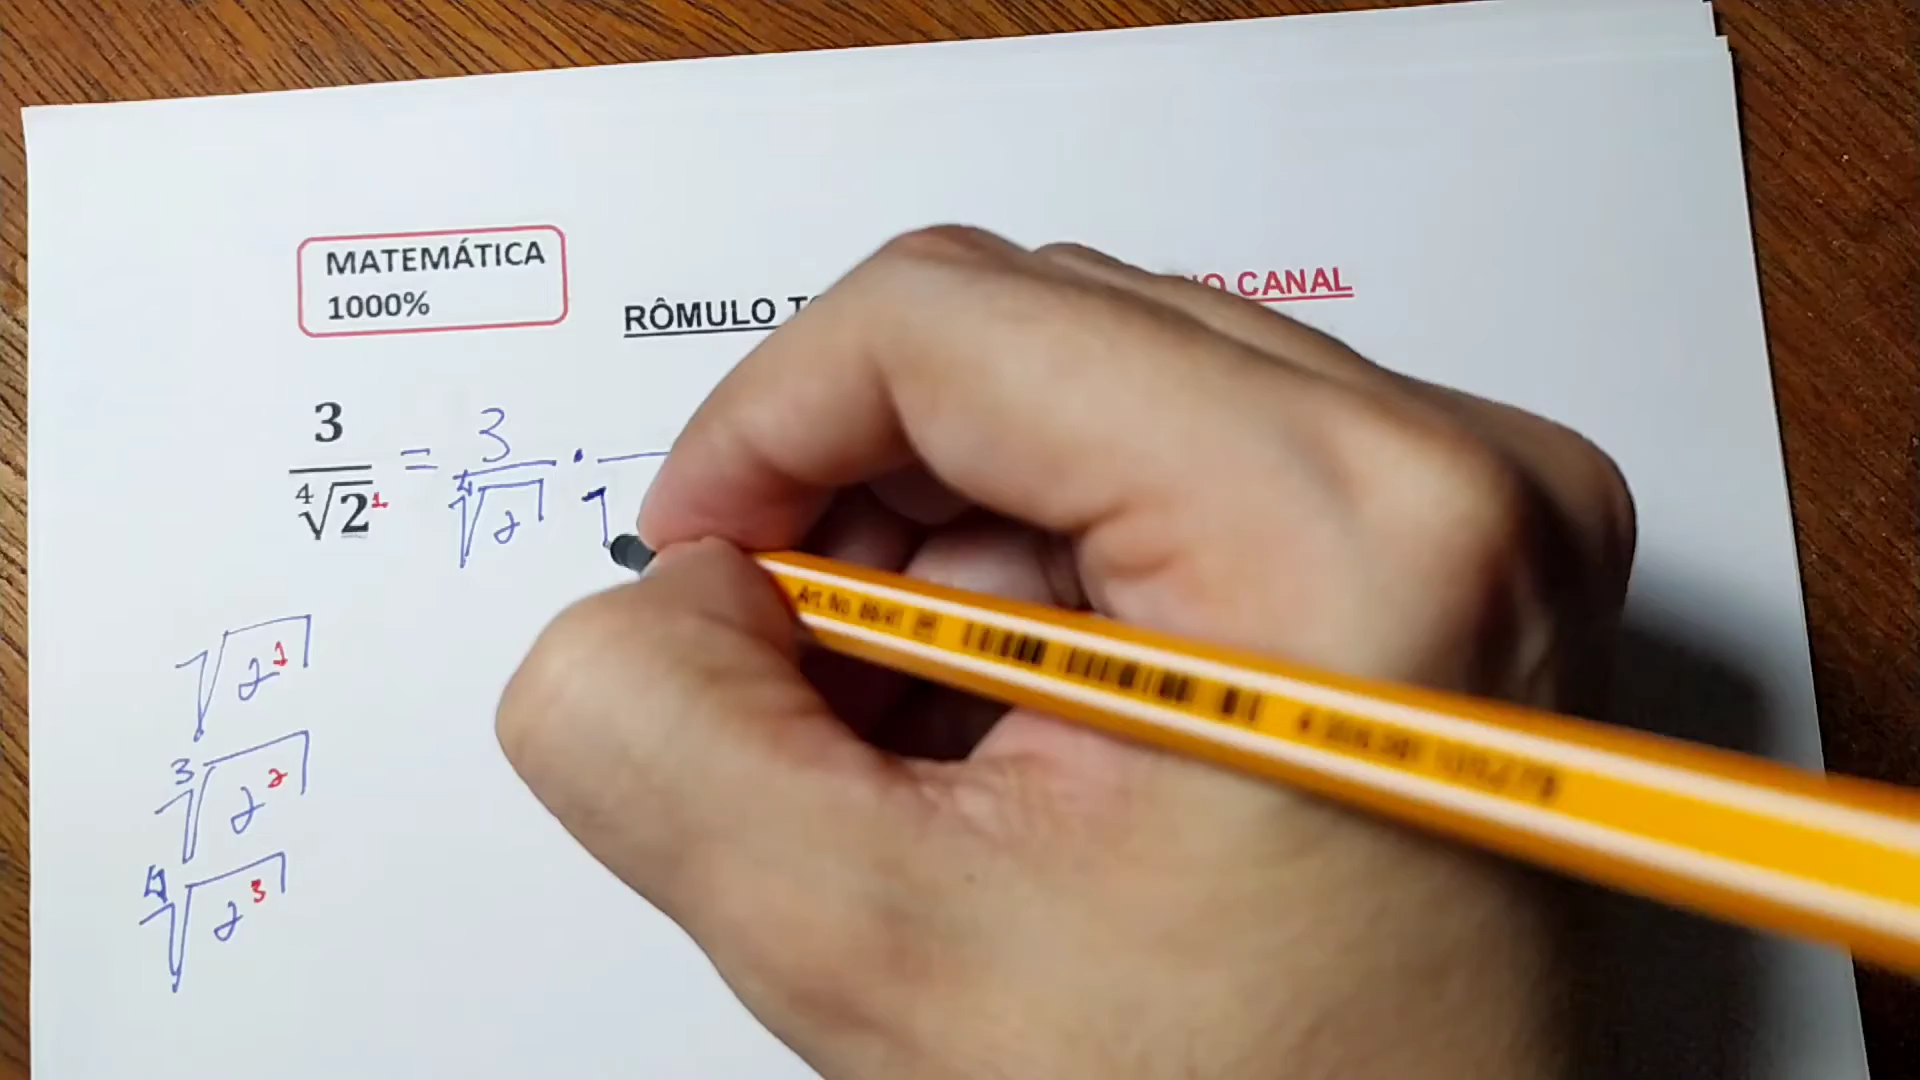 MATEMÁTICA
1000%
RÔMULO
CANAL
3/⁴√2¹ = 3/⁴√2 ·
√2¹
³√2²
⁴√2³